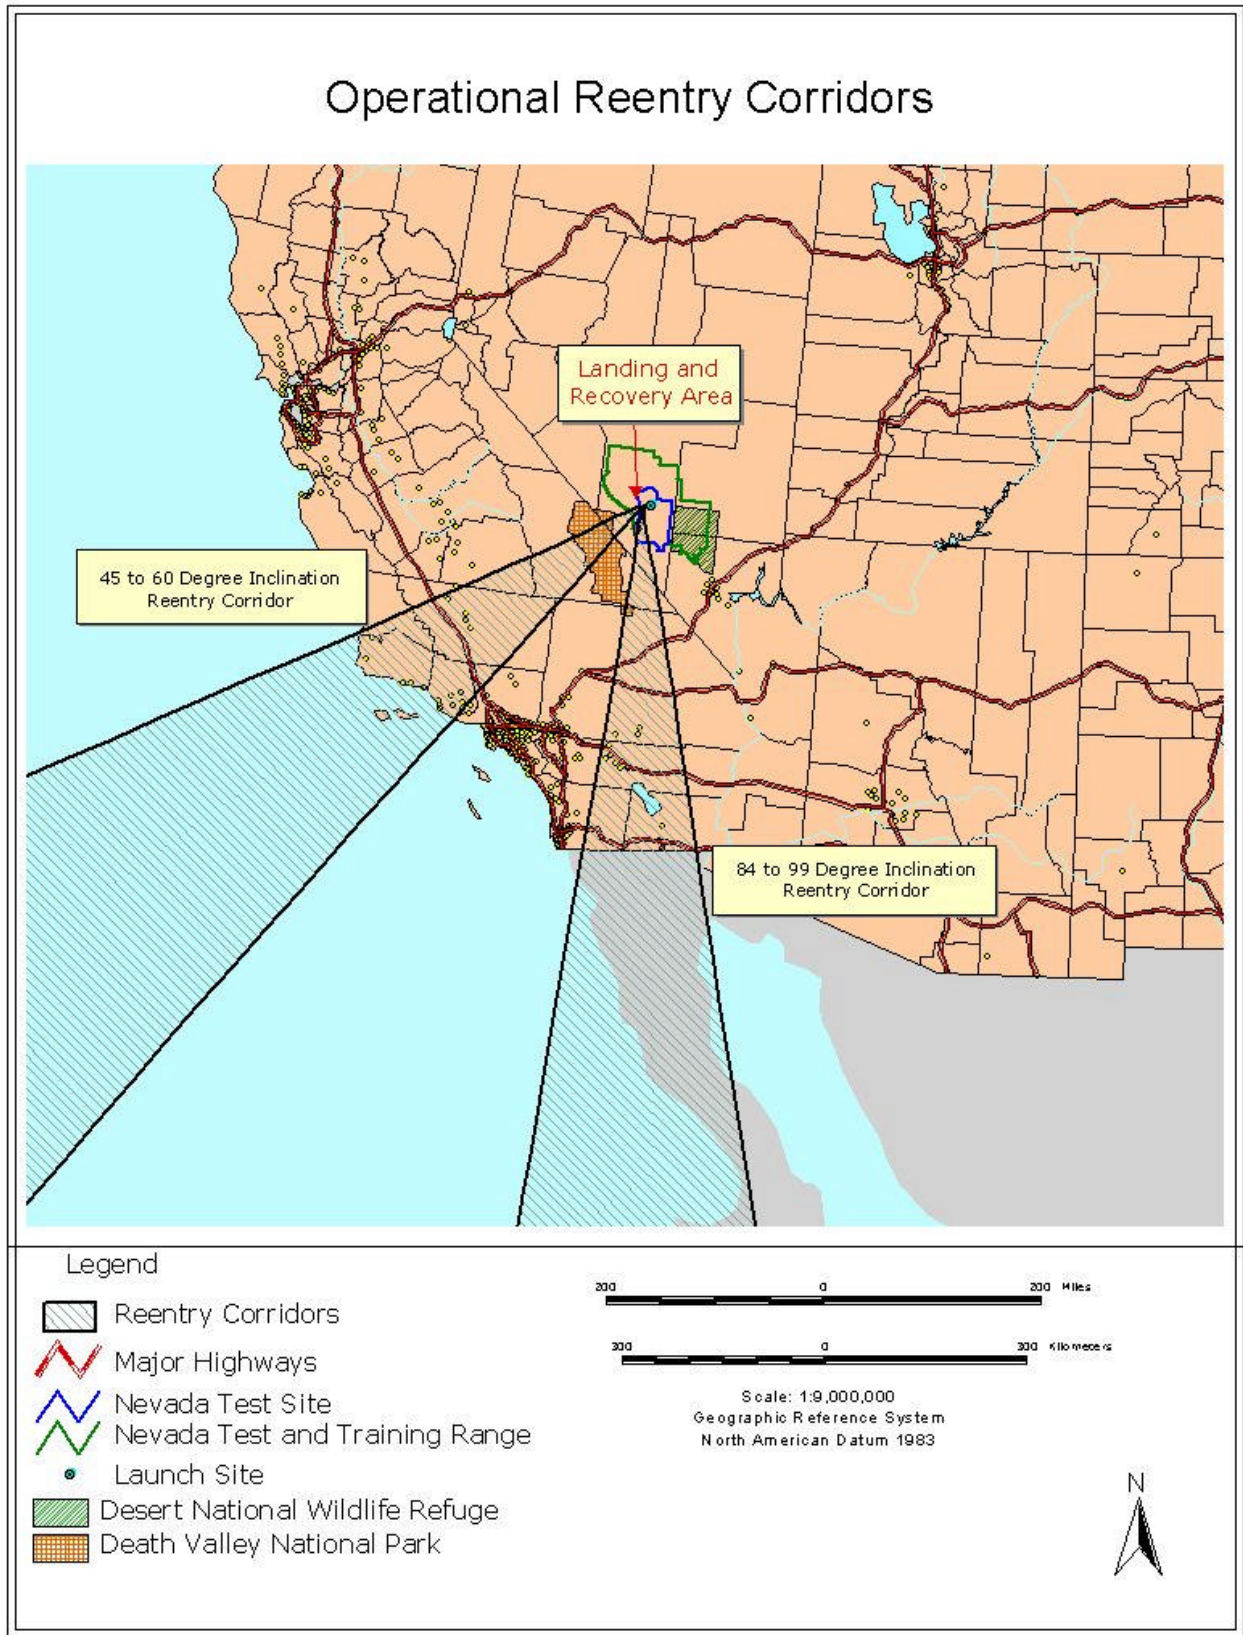 Operational Reentry Corridors
Landing and
Recovery Area
45 to 60 Degree Inclination
Reentry Corridor
84 to 99 Degree Inclination
Reentry Corridor
Legend
Reentry Corridors
Major Highways
Nevada Test Site
Nevada Test and Training Range
Launch Site
Desert National Wildlife Refuge
Death Valley National Park
200 0 200 Miles
300 0 300 Kilometers
Scale: 1:9,000,000
Geographic Reference System
North American Datum 1983
N